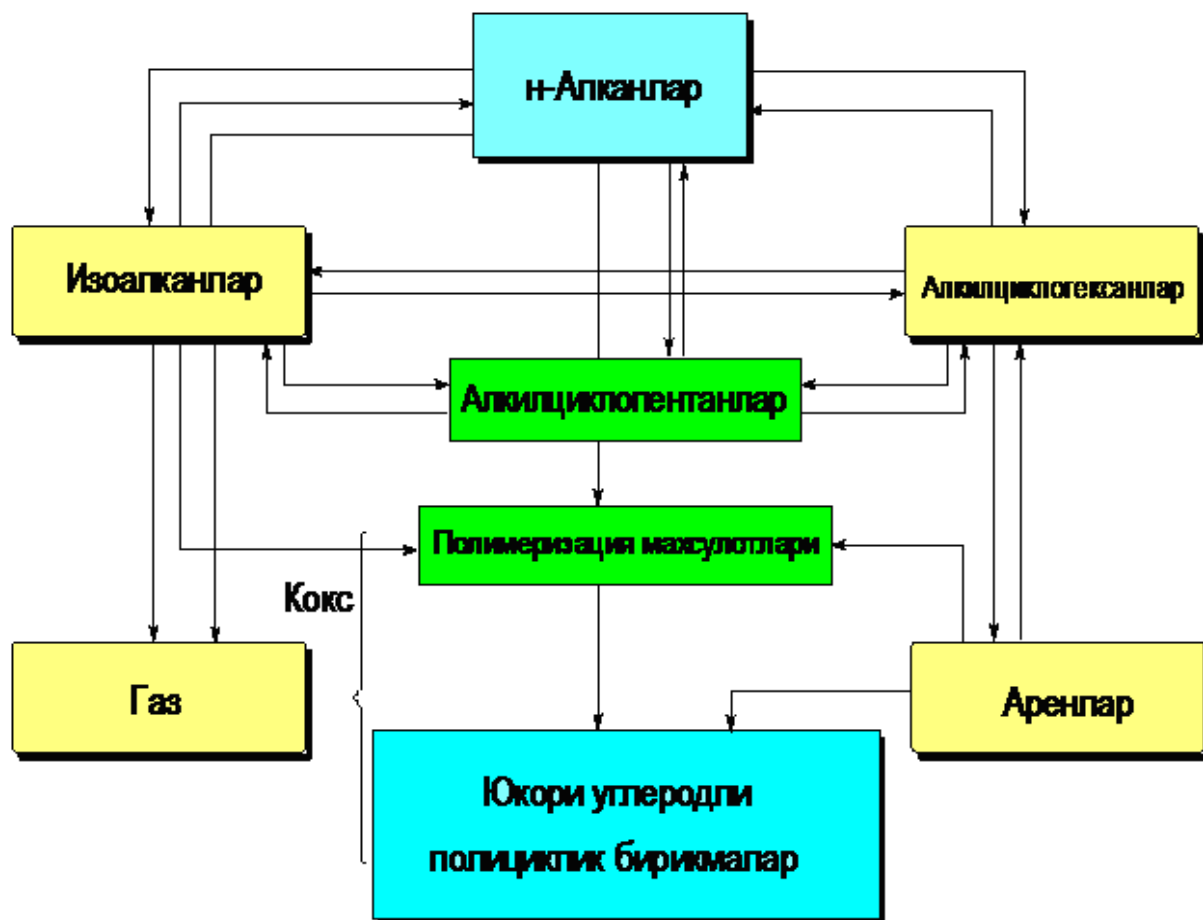 н-Алканлар
Изоалканлар
Алкилциклогексанлар
Алкилциклопентанлар
Полимеризация махсулотлари
Кокс
Газ
Аренлар
Юкори углеродли
полициклик бирикмалар